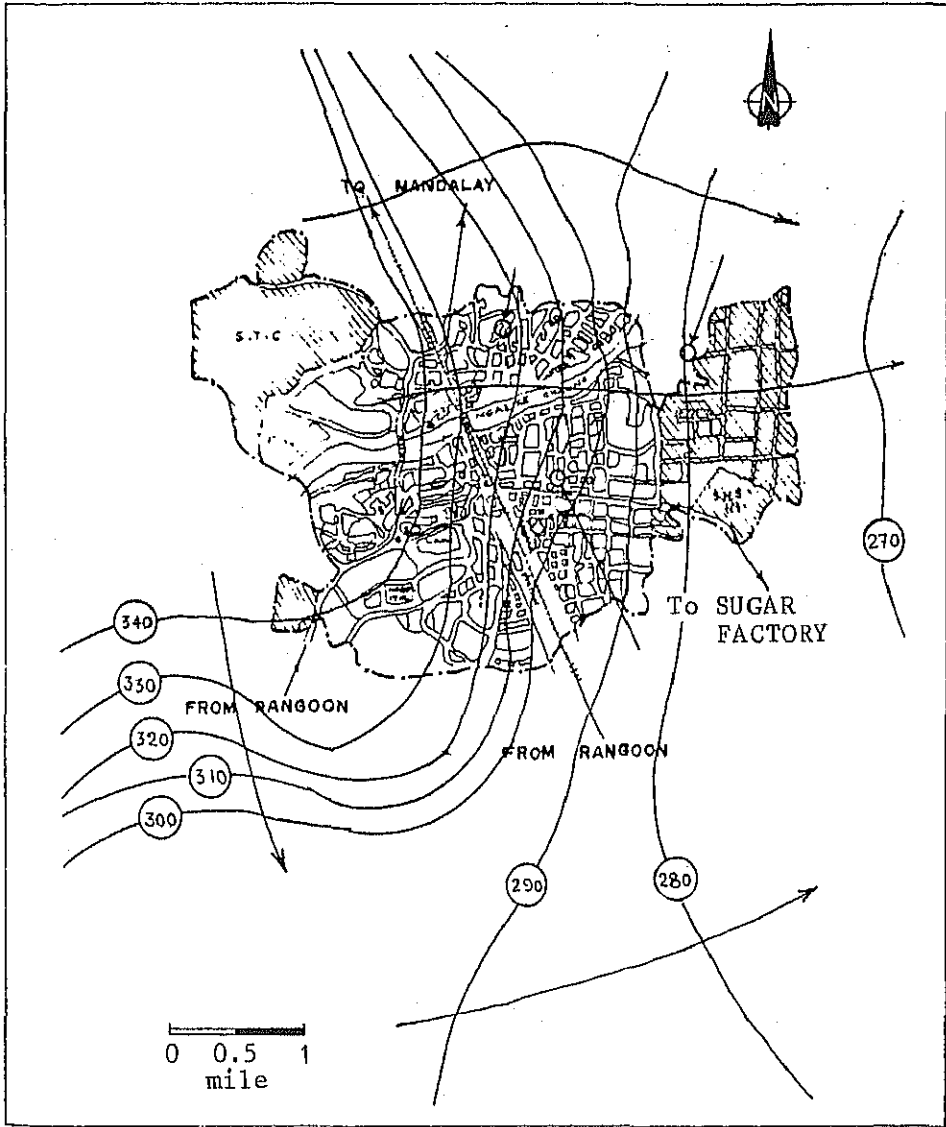 N
TO MANDALAY
S.T.C
270
To SUGAR
FACTORY
340
330
FROM RANGOON
320
FROM RANGOON
310
300
290
280
0 0.5 1
mile